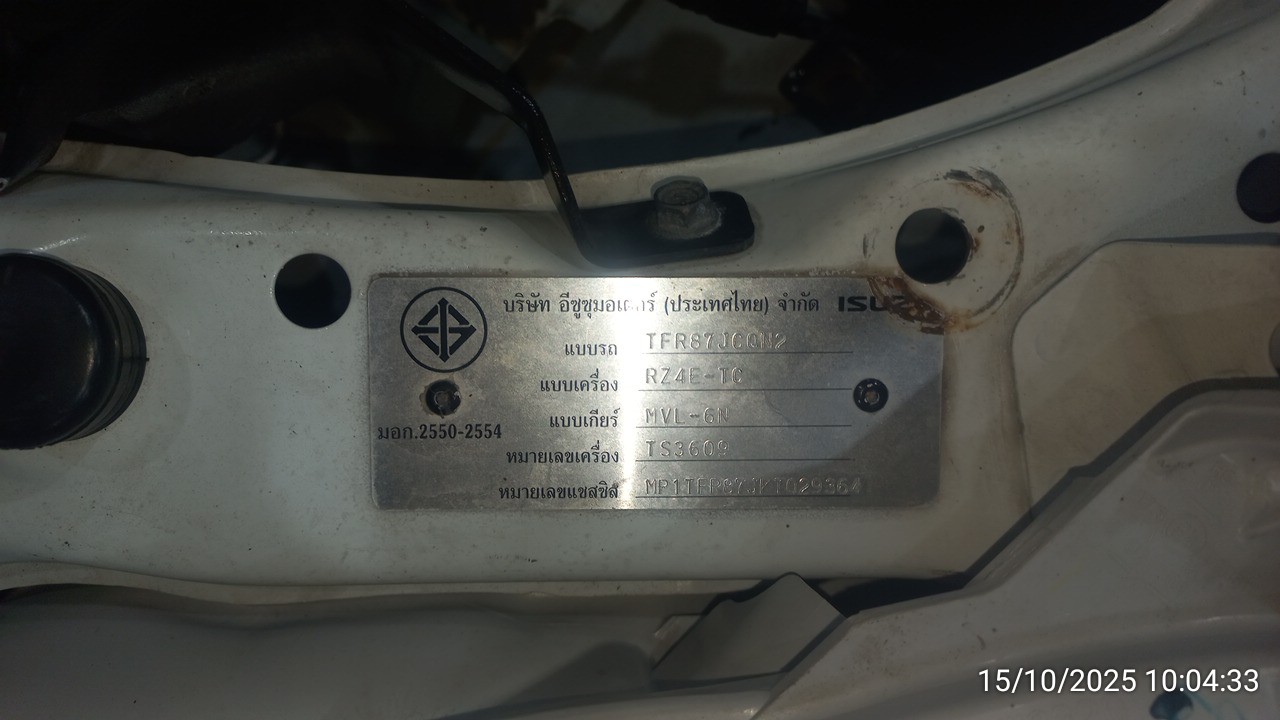 บริษัท อีซูซุมอเตอร์ (ประเทศไทย) จำกัด ISUZU
แบบรถ TFR87JCQN2
แบบเครื่อง RZ4E-TC
แบบเกียร์ MVL-6N
มอก.2550-2554
หมายเลขเครื่อง TS3609
หมายเลขแชสซิส์ MP1TFR87JKT029364
15/10/2025 10:04:33